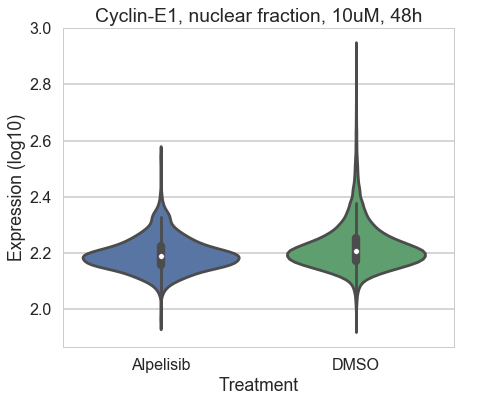 Cyclin-E1, nuclear fraction, 10uM, 48h
3.0
2.8
2.6
2.4
2.2
2.0
Expression (log10)
Alpelisib DMSO
Treatment